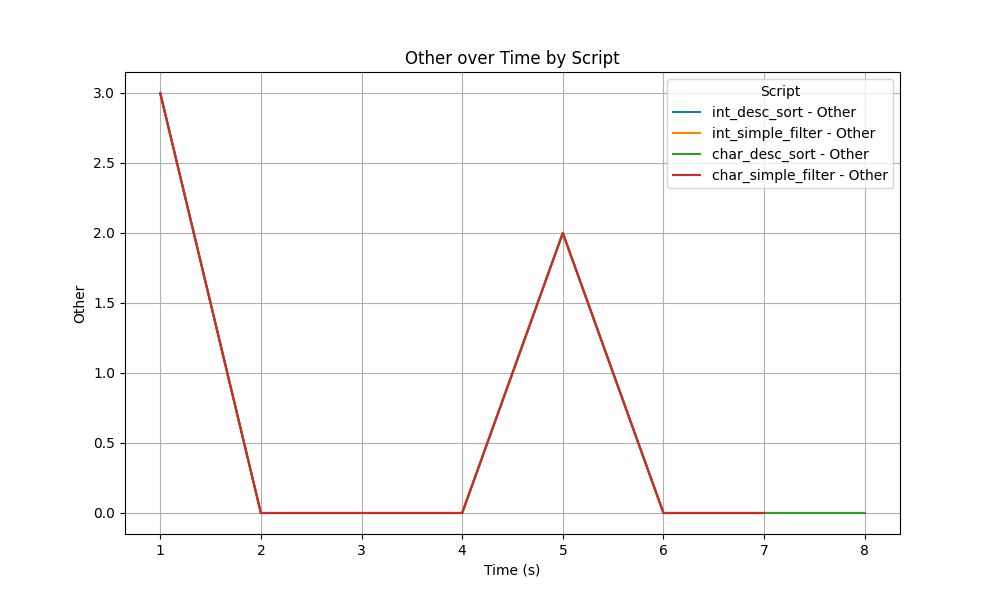 Other over Time by Script
Script
int_desc_sort - Other
int_simple_filter - Other
char_desc_sort - Other
char_simple_filter - Other
Other
3.0
2.5
2.0
1.5
1.0
0.5
0.0
1 2 3 4 5 6 7 8
Time (s)